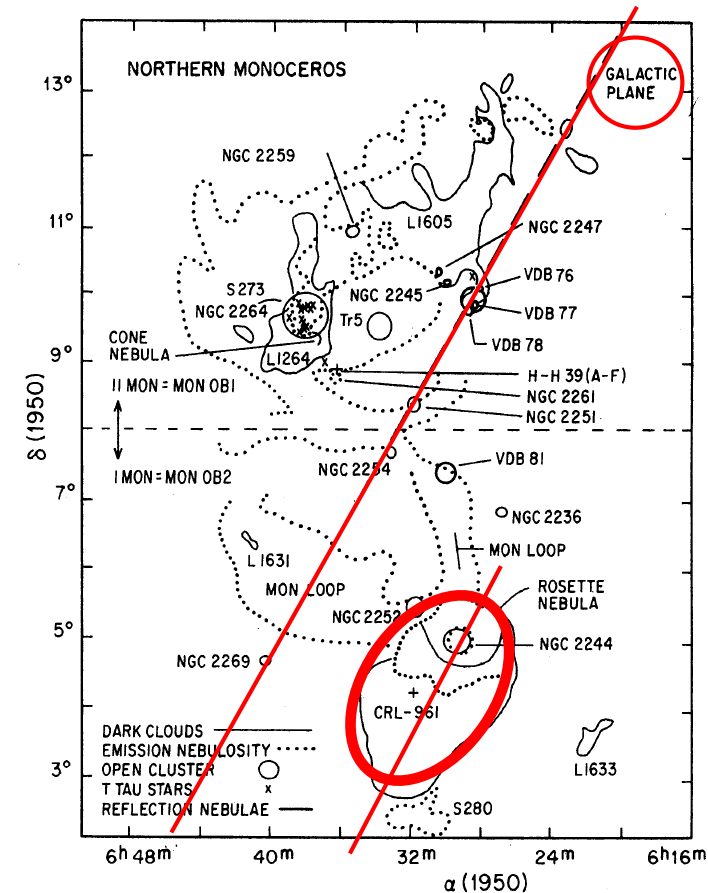 NORTHERN MONOCEROS
GALACTIC
PLANE
13°
NGC 2259
L1605
11°
NGC 2247
S273
NGC 2264
NGC 2245
VDB 76
Tr5
VDB 77
CONE
NEBULA
VDB 78
9°
L1264
H-H 39 (A-F)
II MON = MON OB1
NGC 2261
NGC 2251
δ (1950)
I MON = MON OB2
NGC 2254
VDB 81
7°
NGC 2236
L1631
MON LOOP
MON LOOP
ROSETTE
NEBULA
NGC 2252
5°
NGC 2244
NGC 2269
CRL-961
DARK CLOUDS
EMISSION NEBULOSITY
OPEN CLUSTER
T TAU STARS
REFLECTION NEBULAE
3°
L1633
S280
6ʰ48ᵐ 40ᵐ 32ᵐ 24ᵐ 6ʰ16ᵐ
α (1950)